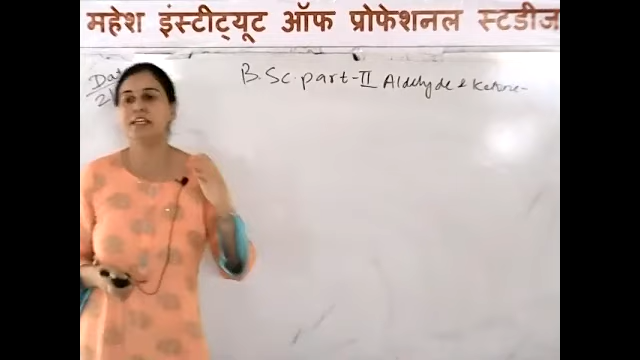 महेश इंस्टीट्यूट ऑफ प्रोफेशनल स्टडीज
B.Sc. part-II Aldehyde & Ketone-